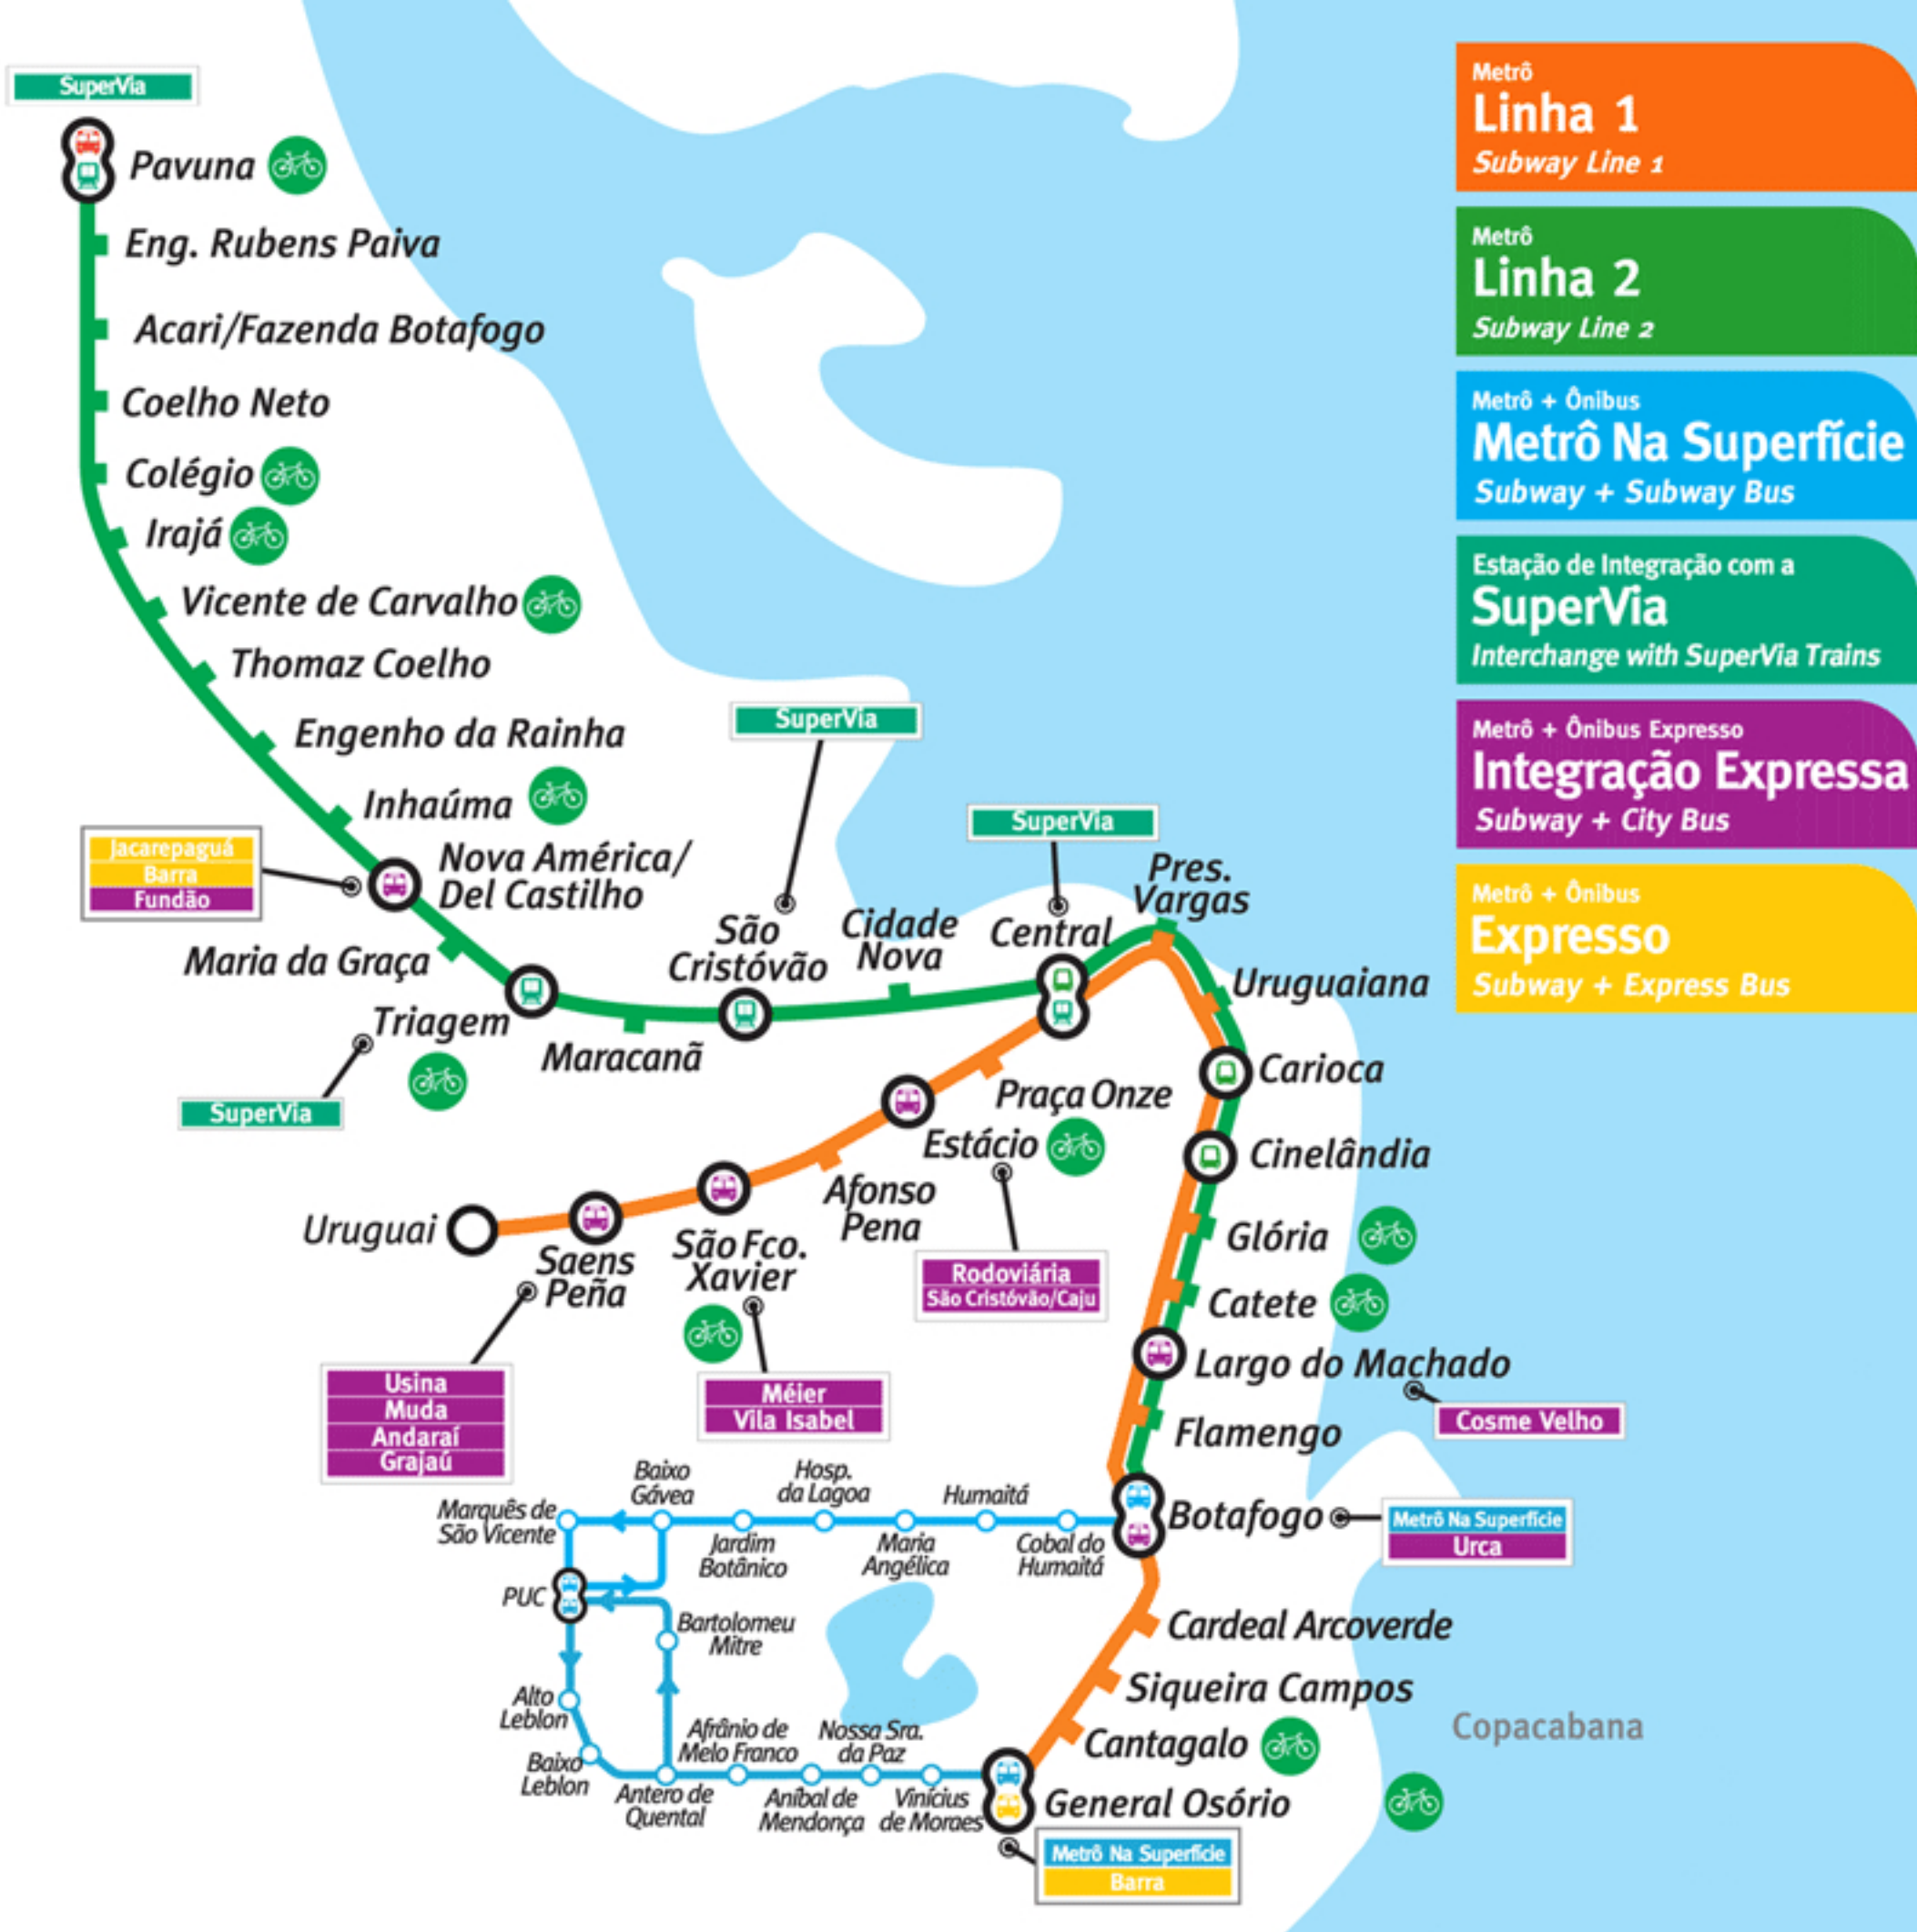 SuperVia
Pavuna
Eng. Rubens Paiva
Acari/Fazenda Botafogo
Coelho Neto
Colégio
Irajá
Vicente de Carvalho
Thomaz Coelho
Engenho da Rainha
Inhaúma
Jacarepaguá
Barra
Fundão
Nova América/
Del Castilho
Maria da Graça
Triagem
SuperVia
Maracanã
SuperVia
São
Cristóvão
Cidade
Nova
SuperVia
Central
Pres.
Vargas
Uruguaiana
Carioca
Cinelândia
Glória
Catete
Largo do Machado
Cosme Velho
Flamengo
Botafogo
Metrô Na Superfície
Urca
Praça Onze
Estácio
Rodoviária
São Cristóvão/Caju
Afonso
Pena
São Fco.
Xavier
Méier
Vila Isabel
Saens
Peña
Usina
Muda
Andaraí
Grajaú
Uruguai
Cardeal Arcoverde
Siqueira Campos
Cantagalo
General Osório
Metrô Na Superfície
Barra
Copacabana
Marquês de
São Vicente
Baixo
Gávea
Jardim
Botânico
Hosp.
da Lagoa
Maria
Angélica
Humaitá
Cobal do
Humaitá
PUC
Bartolomeu
Mitre
Alto
Leblon
Baixo
Leblon
Antero de
Quental
Afrânio de
Melo Franco
Aníbal de
Mendonça
Nossa Sra.
da Paz
Vinícius
de Moraes
Metrô
Linha 1
Subway Line 1
Metrô
Linha 2
Subway Line 2
Metrô + Ônibus
Metrô Na Superfície
Subway + Subway Bus
Estação de Integração com a
SuperVia
Interchange with SuperVia Trains
Metrô + Ônibus Expresso
Integração Expressa
Subway + City Bus
Metrô + Ônibus
Expresso
Subway + Express Bus